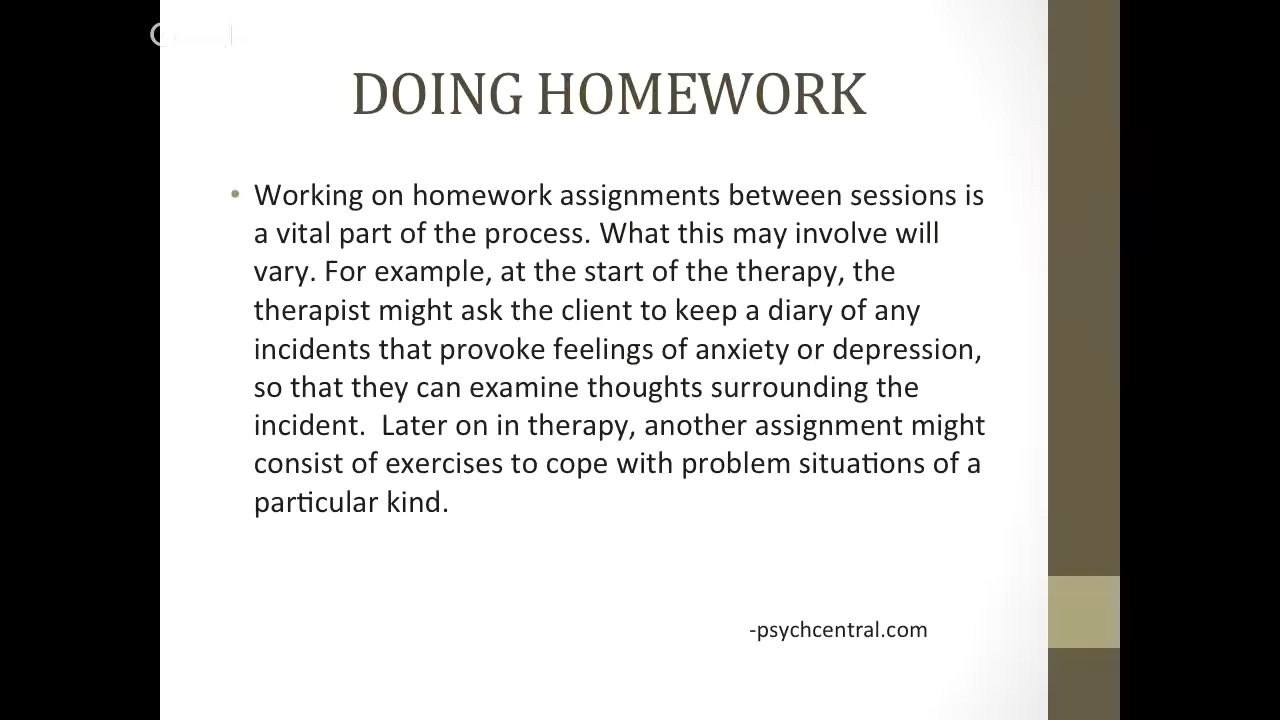 DOING HOMEWORK
• Working on homework assignments between sessions is
a vital part of the process. What this may involve will
vary. For example, at the start of the therapy, the
therapist might ask the client to keep a diary of any
incidents that provoke feelings of anxiety or depression,
so that they can examine thoughts surrounding the
incident.  Later on in therapy, another assignment might
consist of exercises to cope with problem situations of a
particular kind.
-psychcentral.com